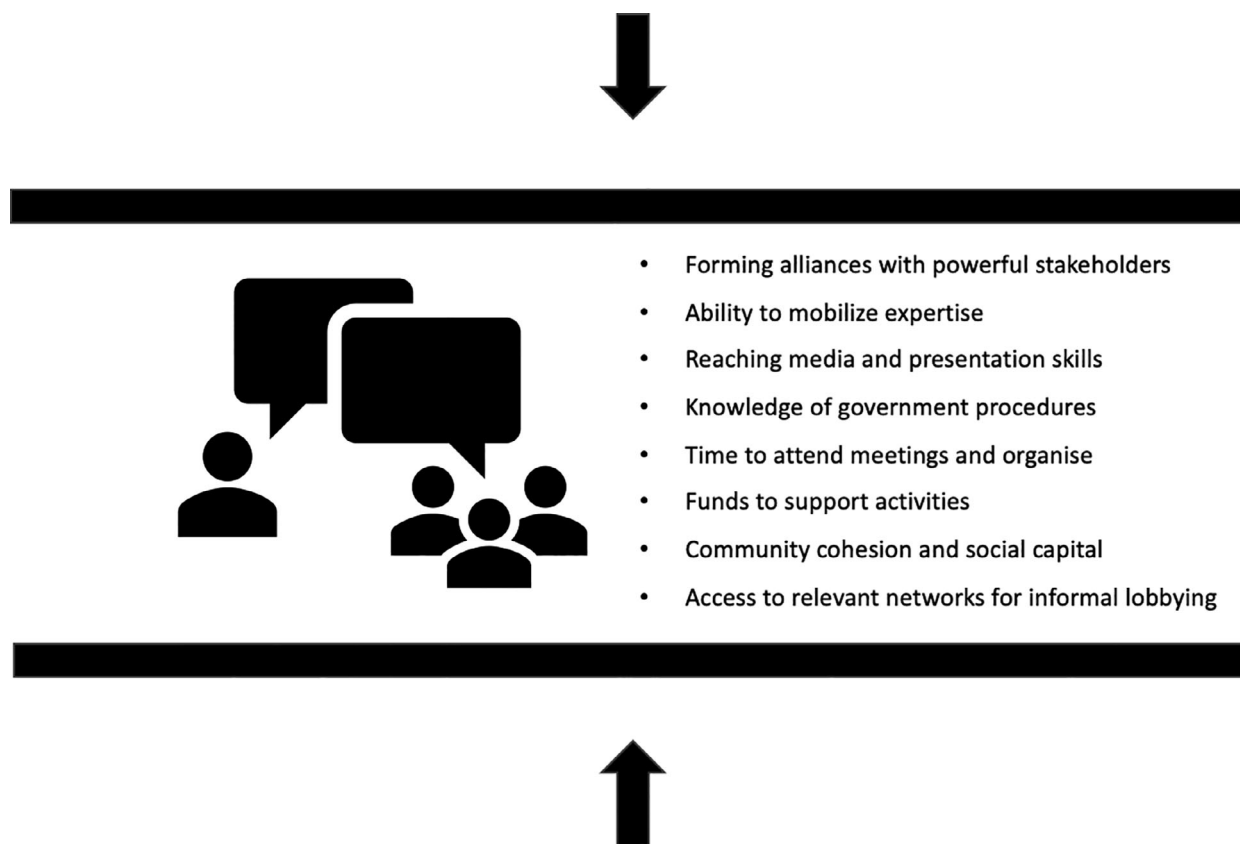 • Forming alliances with powerful stakeholders
• Ability to mobilize expertise
• Reaching media and presentation skills
• Knowledge of government procedures
• Time to attend meetings and organise
• Funds to support activities
• Community cohesion and social capital
• Access to relevant networks for informal lobbying